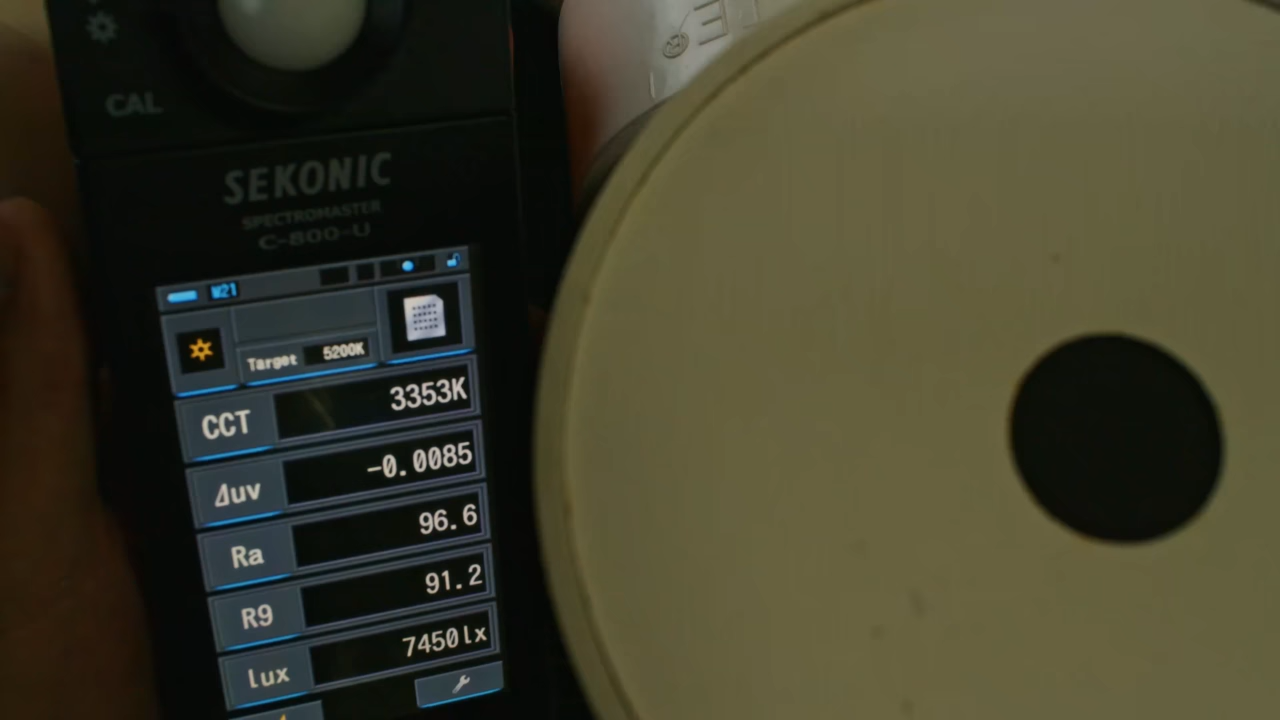 CAL
SEKONIC
SPECTROMASTER
C-800-U
M21
Target 5200K
CCT 3353K
Δuv -0.0085
Ra 96.6
R9 91.2
Lux 7450lx